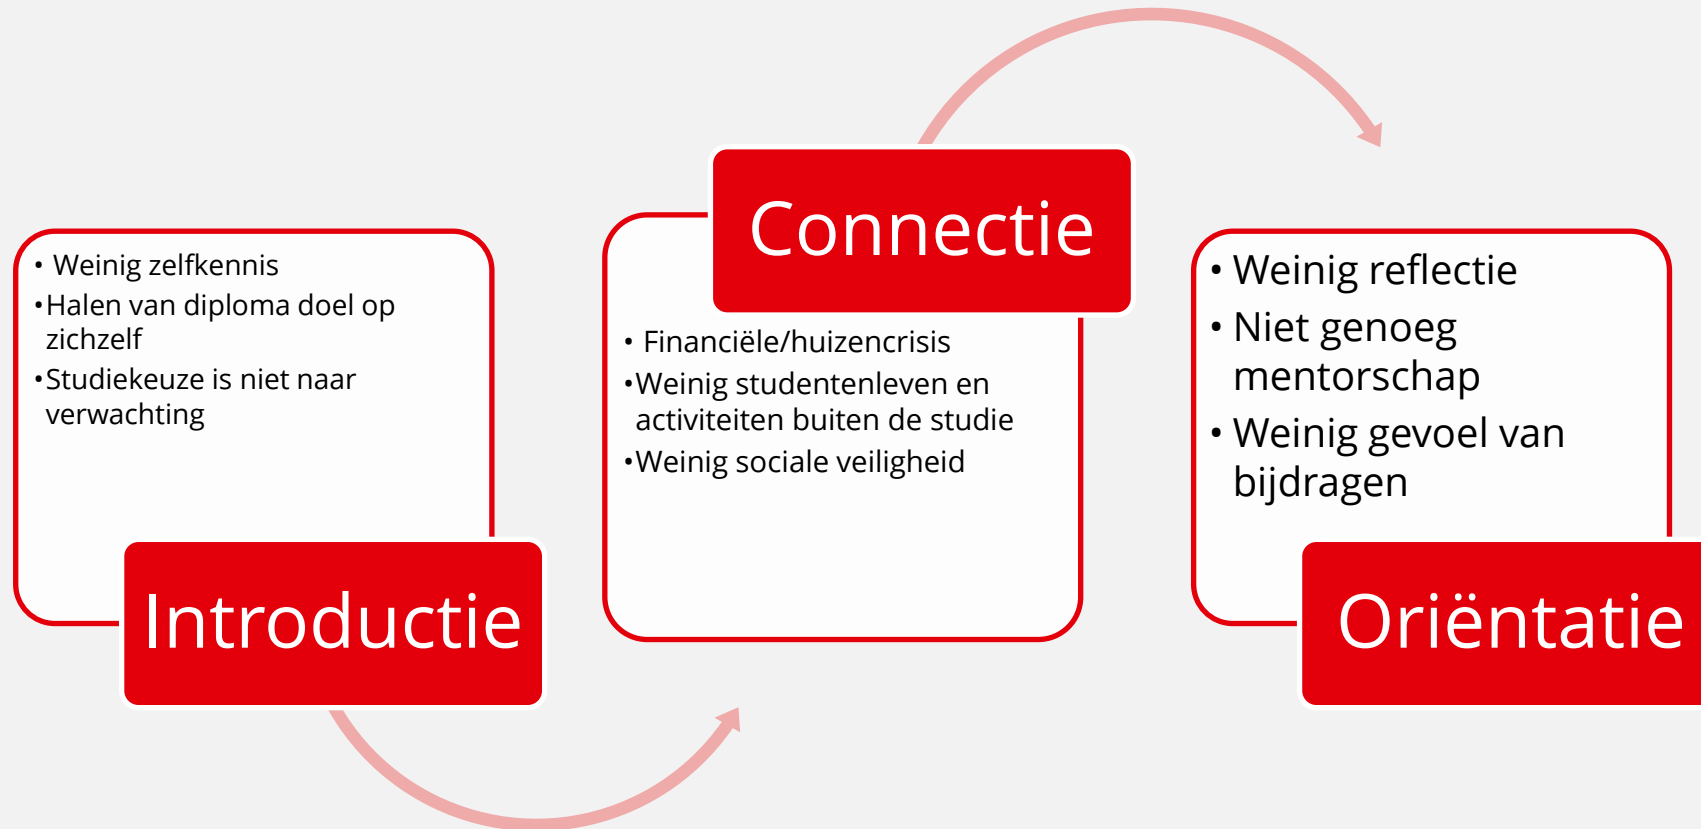 • Weinig zelfkennis
•Halen van diploma doel op
zichzelf
•Studiekeuze is niet naar
verwachting
Introductie
Connectie
• Financiële/huizencrisis
•Weinig studentenleven en
activiteiten buiten de studie
•Weinig sociale veiligheid
• Weinig reflectie
• Niet genoeg
mentorschap
• Weinig gevoel van
bijdragen
Oriëntatie